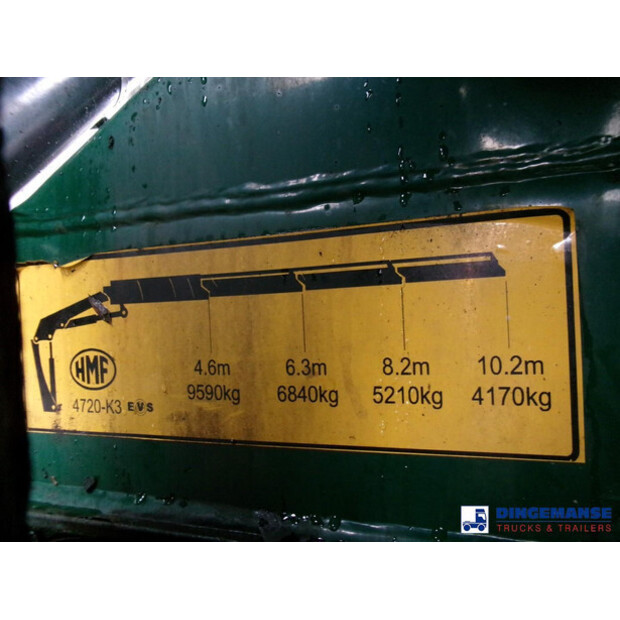 4.6m 6.3m 8.2m 10.2m
HMF 9590kg 6840kg 5210kg 4170kg
4720-K3 EVS
DINGEMANSE
TRUCKS & TRAILERS